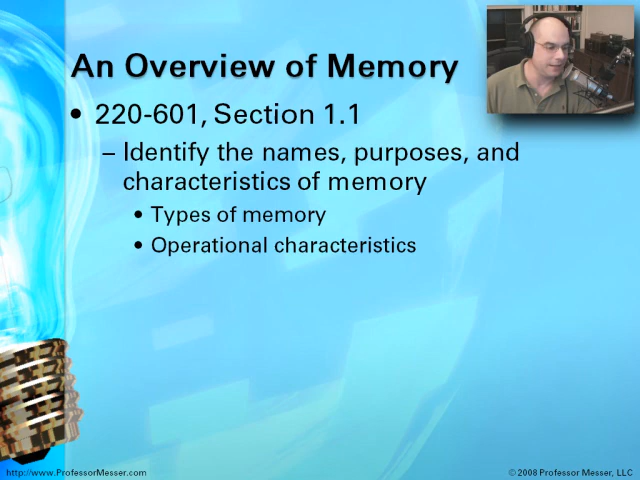 An Overview of Memory
• 220-601, Section 1.1
– Identify the names, purposes, and
characteristics of memory
• Types of memory
• Operational characteristics
http://www.ProfessorMesser.com
© 2008 Professor Messer, LLC